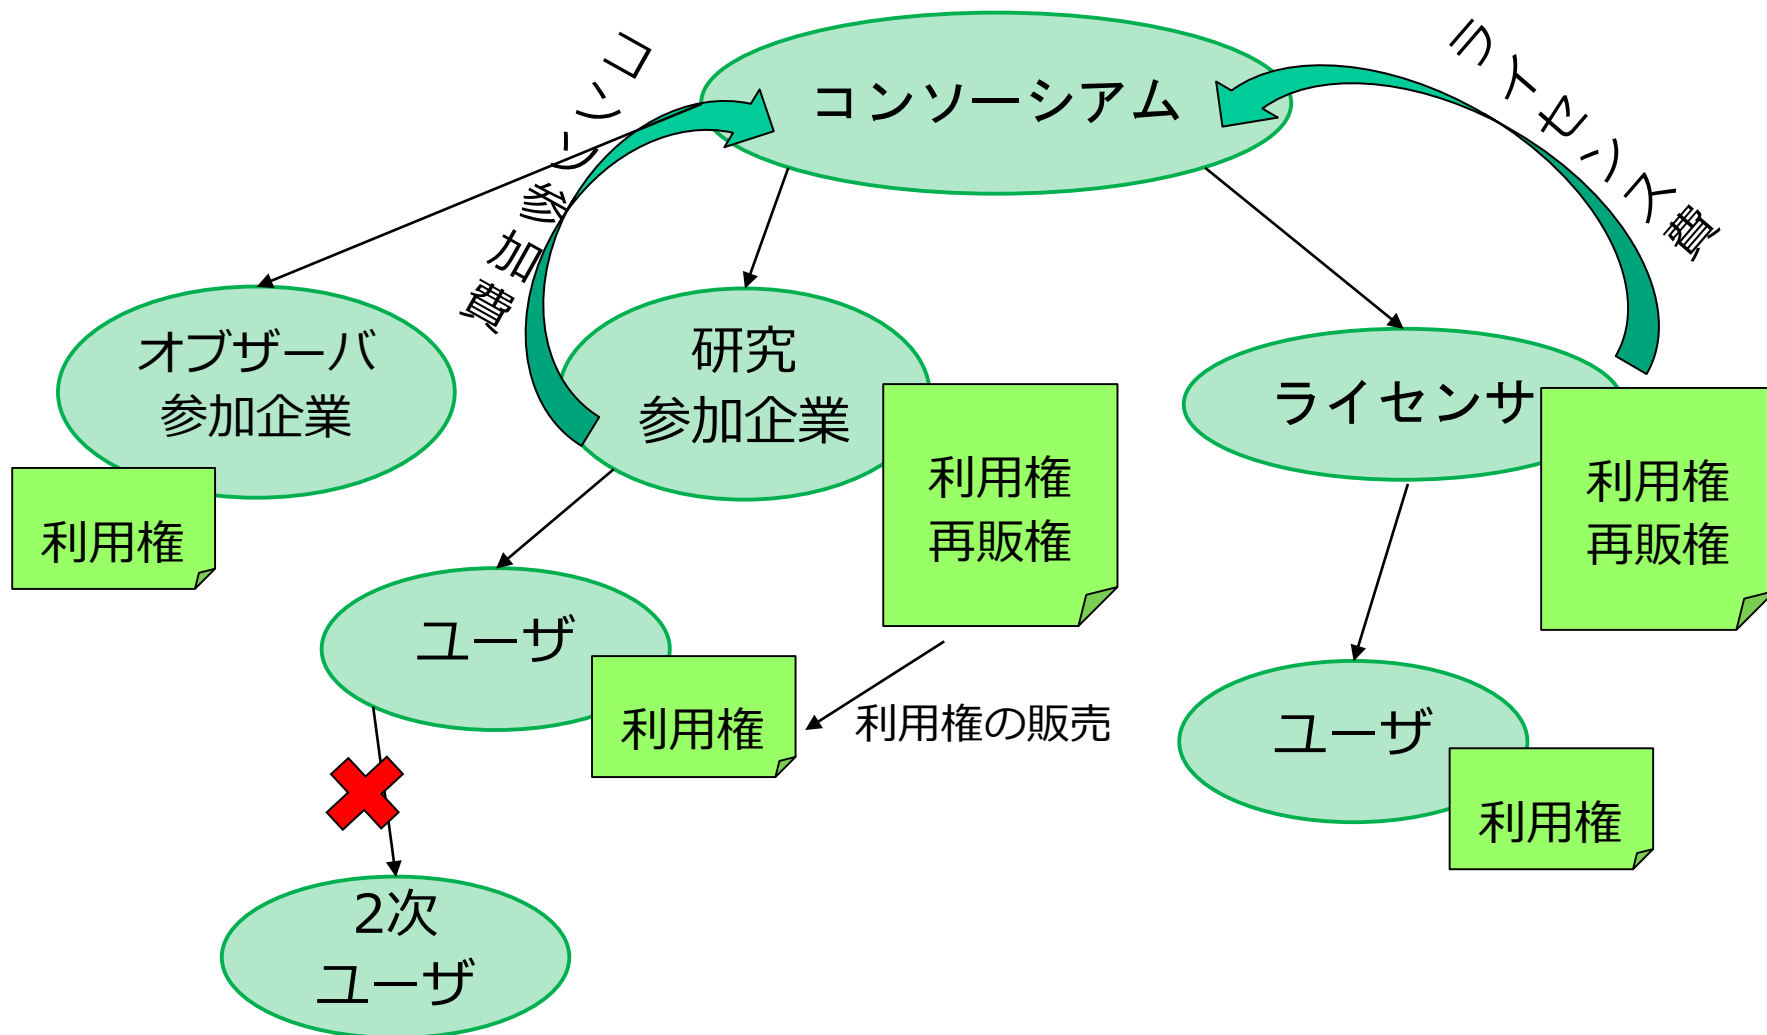 コンソーシアム
コンソ参加費
ライセンス費
オブザーバ
参加企業
利用権
研究
参加企業
利用権
再販権
ライセンサ
利用権
再販権
ユーザ
利用権
利用権の販売
ユーザ
利用権
2次
ユーザ